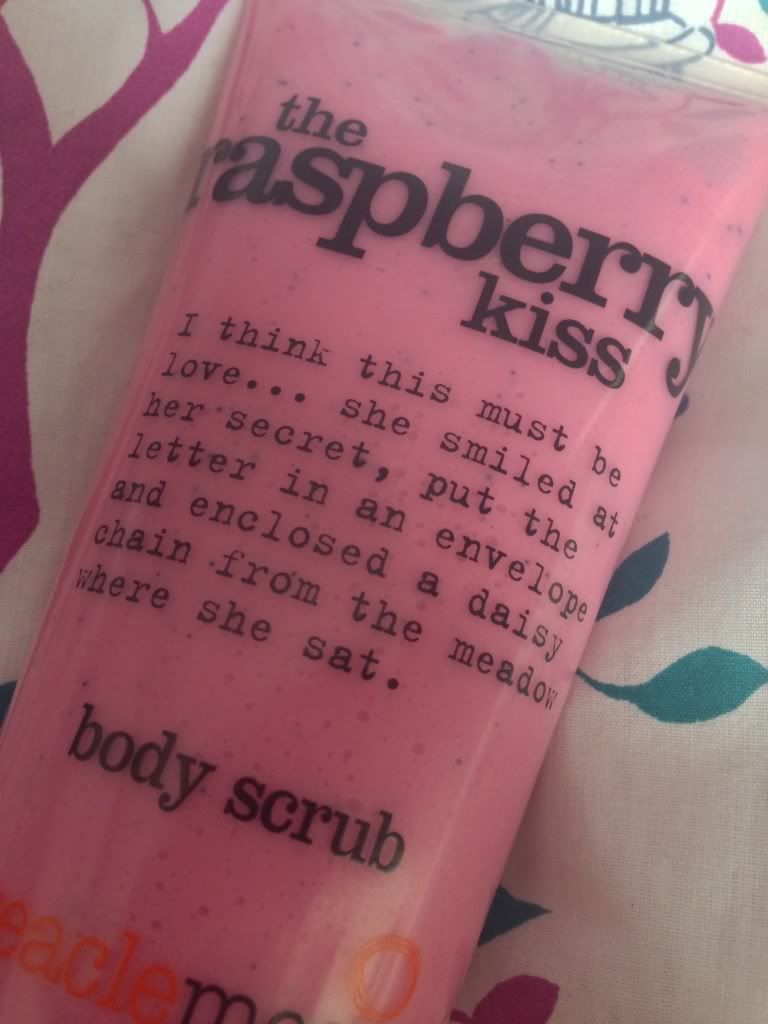 the
raspberry
kiss
I think this must be
love... she smiled at
her secret, put the
letter in an envelope
and enclosed a daisy
chain from the meadow
where she sat.
body scrub